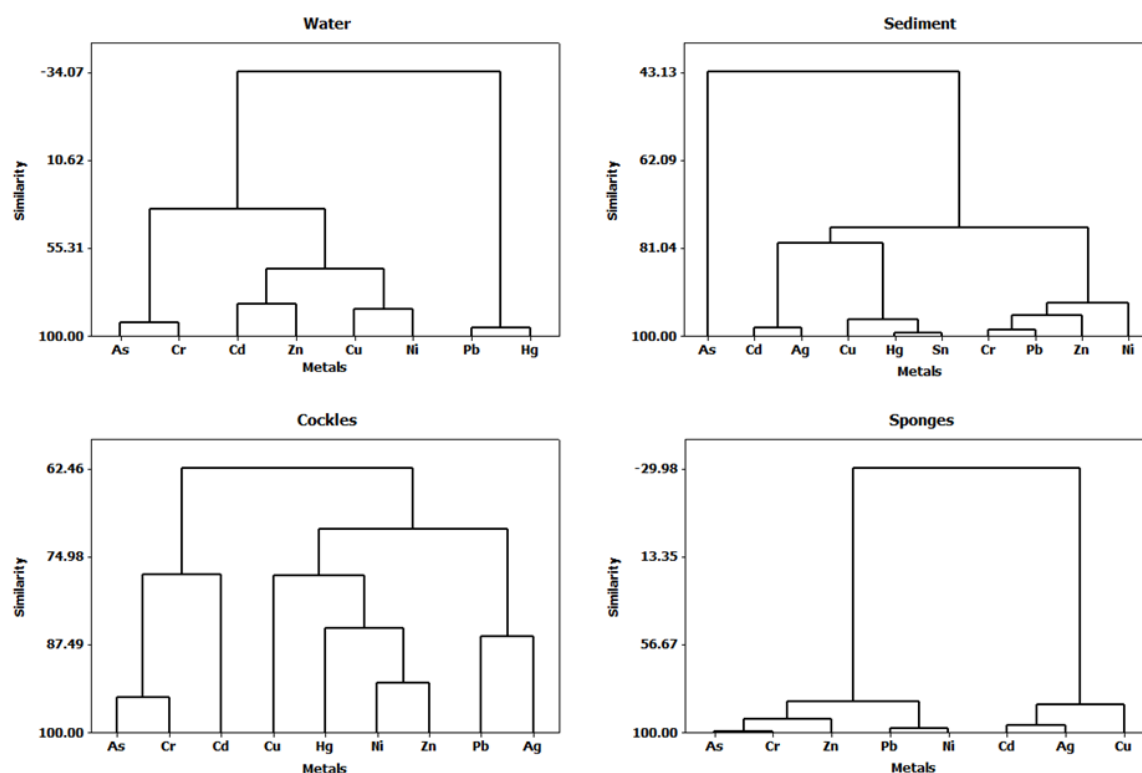 Water
Similarity
-34.07
10.62
55.31
100.00
As Cr Cd Zn Cu Ni Pb Hg
Metals
Sediment
Similarity
43.13
62.09
81.04
100.00
As Cd Ag Cu Hg Sn Cr Pb Zn Ni
Metals
Cockles
Similarity
62.46
74.98
87.49
100.00
As Cr Cd Cu Hg Ni Zn Pb Ag
Metals
Sponges
Similarity
-29.98
13.35
56.67
100.00
As Cr Zn Pb Ni Cd Ag Cu
Metals